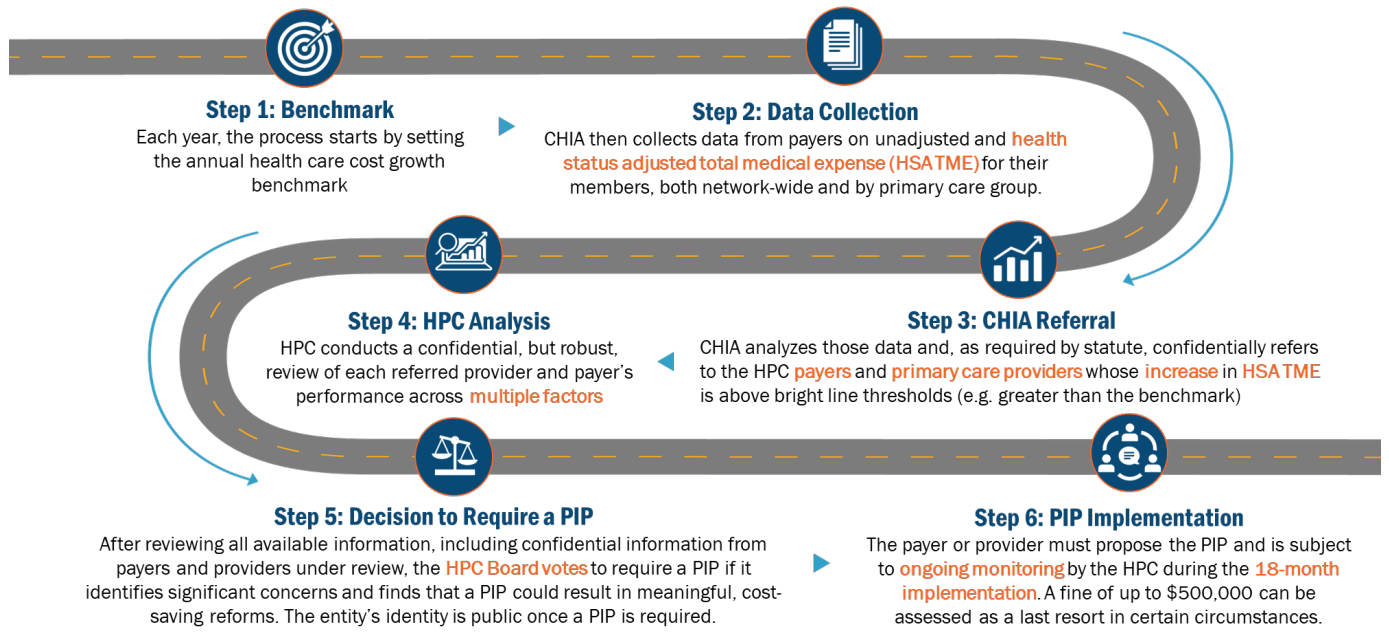 Step 1: Benchmark
Each year, the process starts by setting
the annual health care cost growth
benchmark
Step 2: Data Collection
CHIA then collects data from payers on unadjusted and health
status adjusted total medical expense (HSA TME) for their
members, both network-wide and by primary care group.
Step 3: CHIA Referral
CHIA analyzes those data and, as required by statute, confidentially refers
to the HPC payers and primary care providers whose increase in HSA TME
is above bright line thresholds (e.g. greater than the benchmark)
Step 4: HPC Analysis
HPC conducts a confidential, but robust,
review of each referred provider and payer's
performance across multiple factors
Step 5: Decision to Require a PIP
After reviewing all available information, including confidential information from
payers and providers under review, the HPC Board votes to require a PIP if it
identifies significant concerns and finds that a PIP could result in meaningful, cost-
saving reforms. The entity's identity is public once a PIP is required.
Step 6: PIP Implementation
The payer or provider must propose the PIP and is subject
to ongoing monitoring by the HPC during the 18-month
implementation. A fine of up to $500,000 can be
assessed as a last resort in certain circumstances.